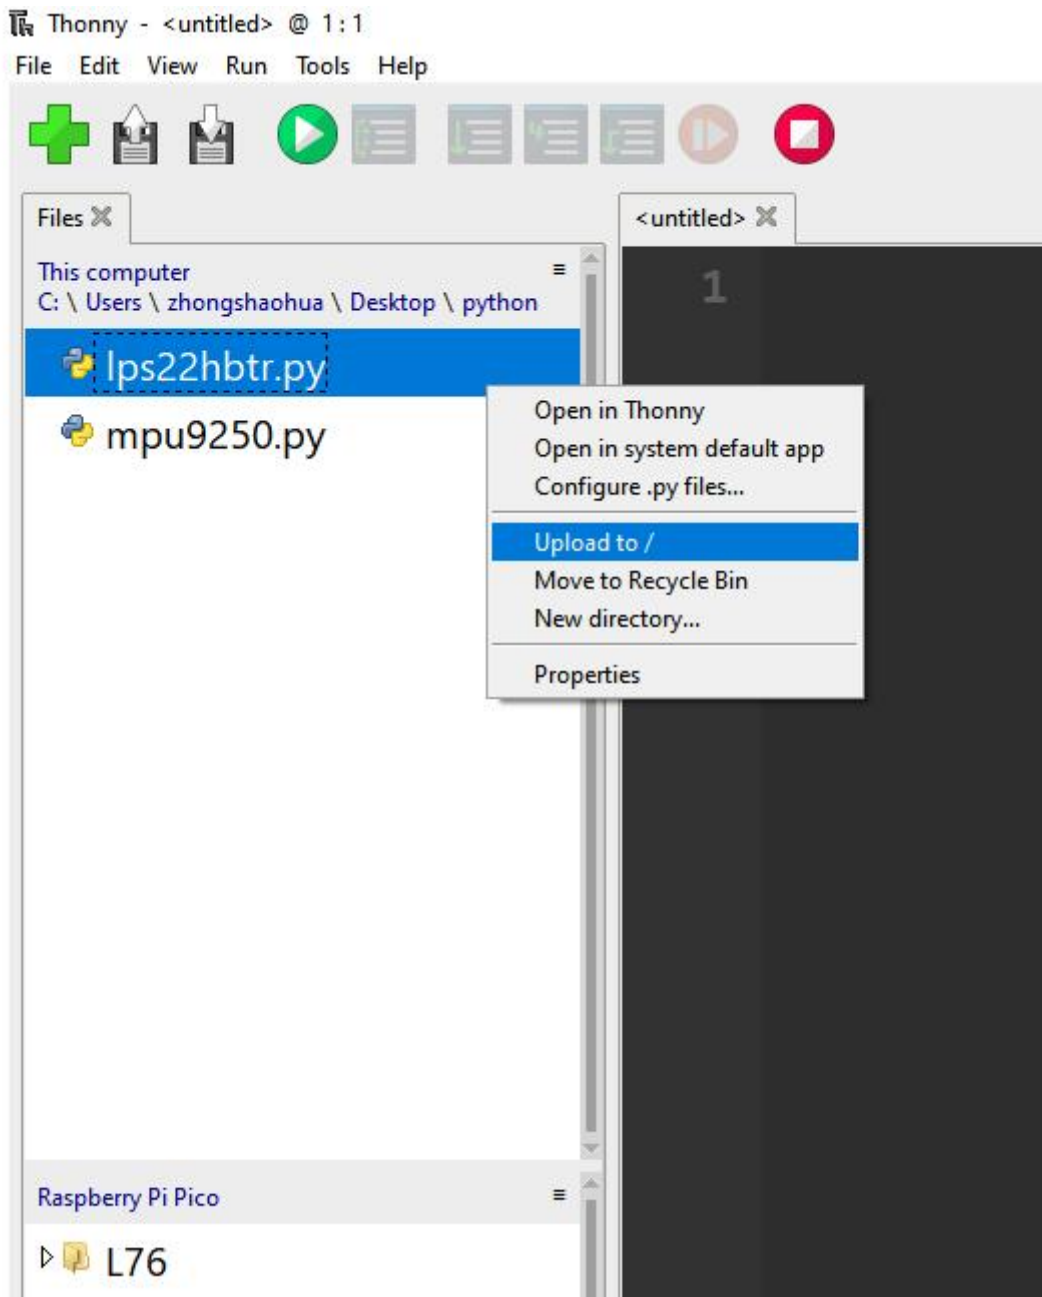 Thonny - <untitled> @ 1:1
File Edit View Run Tools Help
Files
<untitled>
This computer
C: \ Users \ zhongshaohua \ Desktop \ python
1
lps22hbtr.py
mpu9250.py
Open in Thonny
Open in system default app
Configure .py files...
Upload to /
Move to Recycle Bin
New directory...
Properties
Raspberry Pi Pico
L76